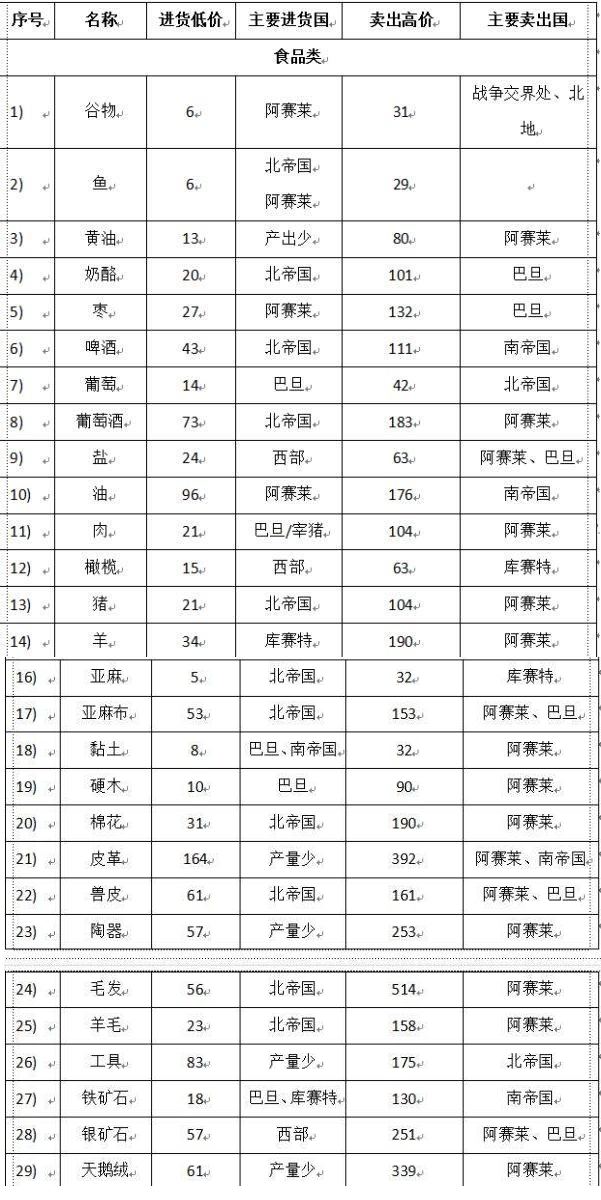 序号 名称 进货低价 主要进货国 卖出高价 主要卖出国
食品类
1) 谷物 6 阿赛莱 31 战争交界处、北
地
2) 鱼 6 北帝国 29
阿赛莱
3) 黄油 13 产出少 80 阿赛莱
4) 奶酪 20 北帝国 101 巴旦
5) 枣 27 阿赛莱 132 巴旦
6) 啤酒 43 北帝国 111 南帝国
7) 葡萄 14 巴旦 42 北帝国
8) 葡萄酒 73 北帝国 183 阿赛莱
9) 盐 24 西部 63 阿赛莱、巴旦
10) 油 96 阿赛莱 176 南帝国
11) 肉 21 巴旦/宰猪 104 阿赛莱
12) 橄榄 15 西部 63 库赛特
13) 猪 21 北帝国 104 阿赛莱
14) 羊 34 库赛特 190 阿赛莱
16) 亚麻 5 北帝国 32 库赛特
17) 亚麻布 53 北帝国 153 阿赛莱、巴旦
18) 黏土 8 巴旦、南帝国 32 阿赛莱
19) 硬木 10 巴旦 90 阿赛莱
20) 棉花 31 北帝国 190 阿赛莱
21) 皮革 164 产量少 392 阿赛莱、南帝国
22) 兽皮 61 北帝国 161 阿赛莱、巴旦
23) 陶器 57 产量少 253 阿赛莱
24) 毛发 56 北帝国 514 阿赛莱
25) 羊毛 23 北帝国 158 阿赛莱
26) 工具 83 产量少 175 北帝国
27) 铁矿石 18 巴旦、库赛特 130 南帝国
28) 银矿石 57 西部 251 阿赛莱、巴旦
29) 天鹅绒 61 产量少 339 阿赛莱